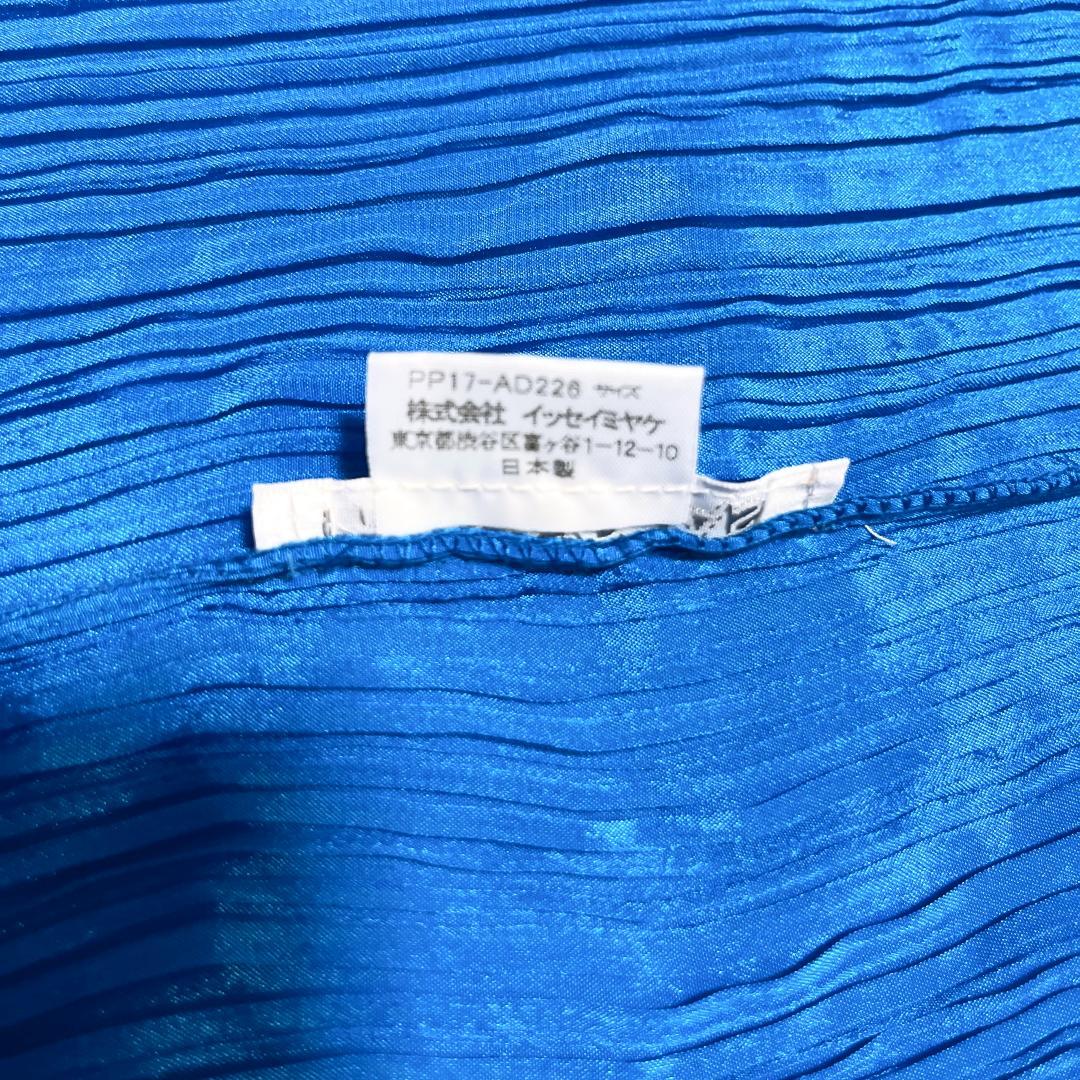 PP17-AD226 サイズ
株式会社 イッセイミヤケ
東京都渋谷区富ヶ谷1-12-10
日本製